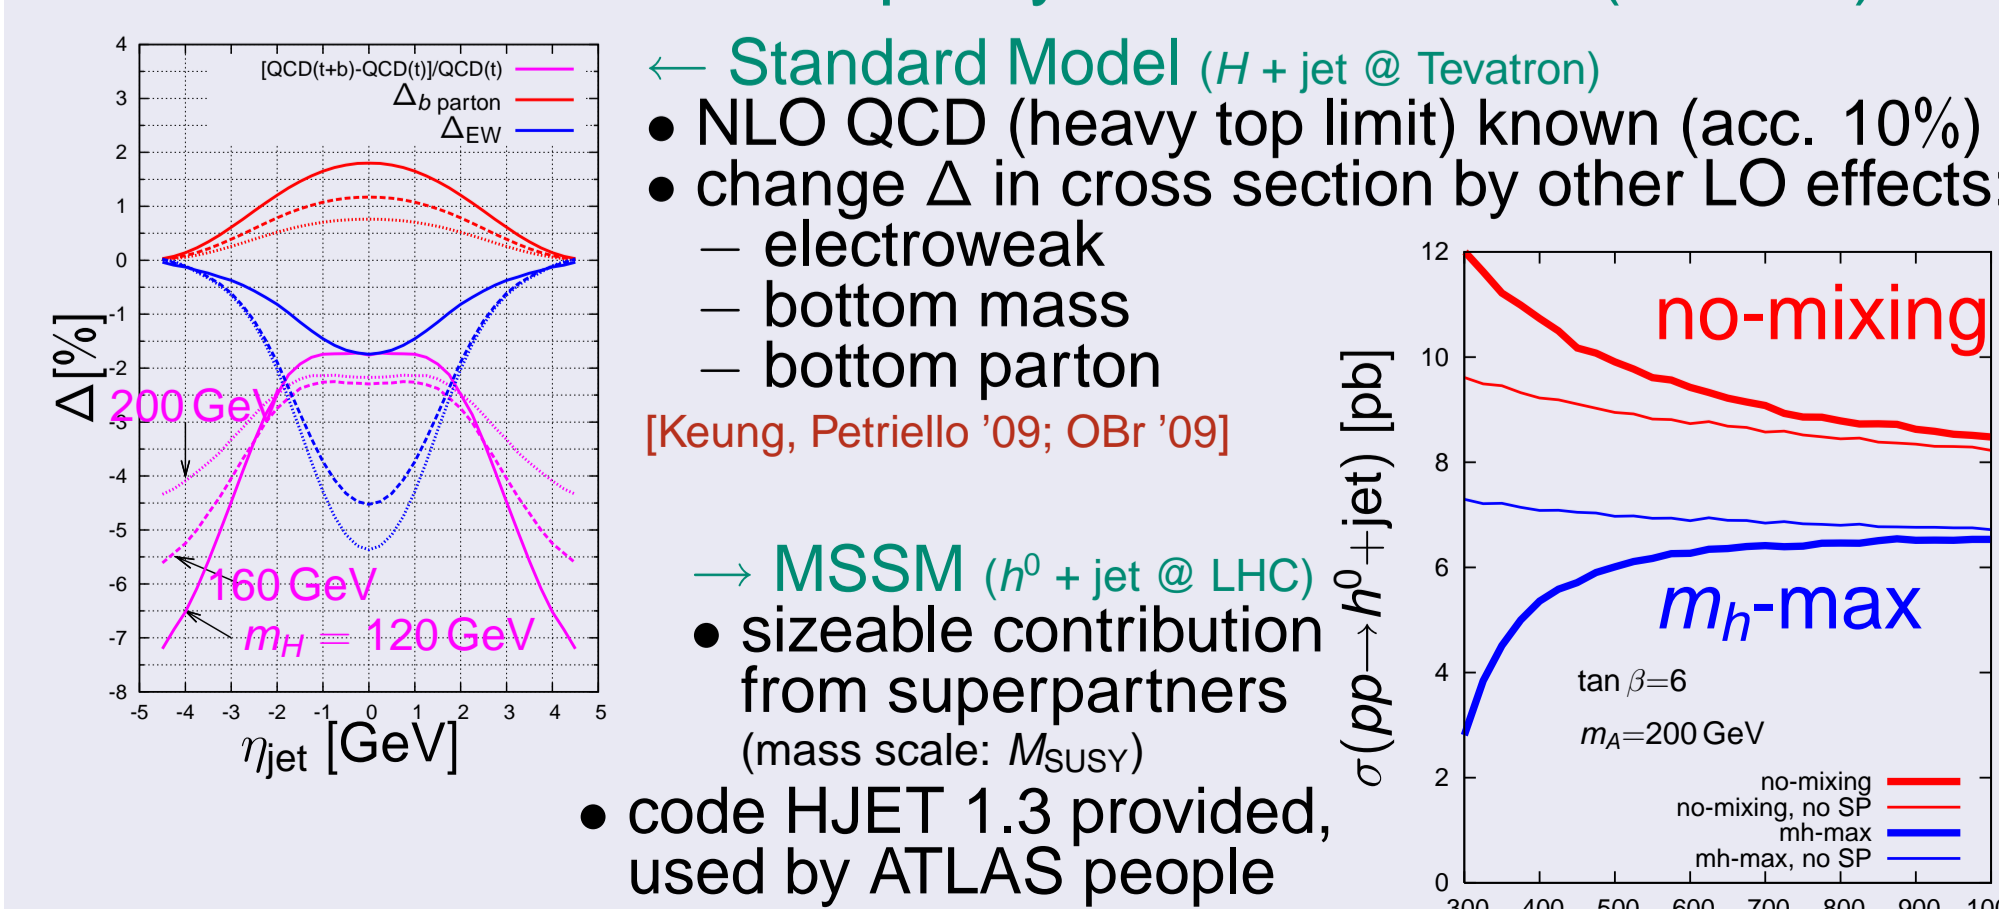 4
3
2
1
0
-1
-2
-3
-4
-5
-6
-7
-8
-5 -4 -3 -2 -1 0 1 2 3 4 5
Δ[%]
η_jet [GeV]
[QCD(t+b)-QCD(t)]/QCD(t)
Δ_b parton
Δ_EW
200 GeV
160 GeV
m_H = 120 GeV
← Standard Model (H + jet @ Tevatron)
• NLO QCD (heavy top limit) known (acc. 10%)
• change Δ in cross section by other LO effects:
− electroweak
− bottom mass
− bottom parton
[Keung, Petriello ’09; OBr ’09]
→ MSSM (h⁰ + jet @ LHC)
• sizeable contribution
from superpartners
(mass scale: M_SUSY)
• code HJET 1.3 provided,
used by ATLAS people
12
10
8
6
4
2
0
σ(pp→h⁰+jet) [pb]
no-mixing
m_h-max
tan β=6
m_A=200 GeV
no-mixing
no-mixing, no SP
mh-max
mh-max, no SP
300 400 500 600 700 800 900